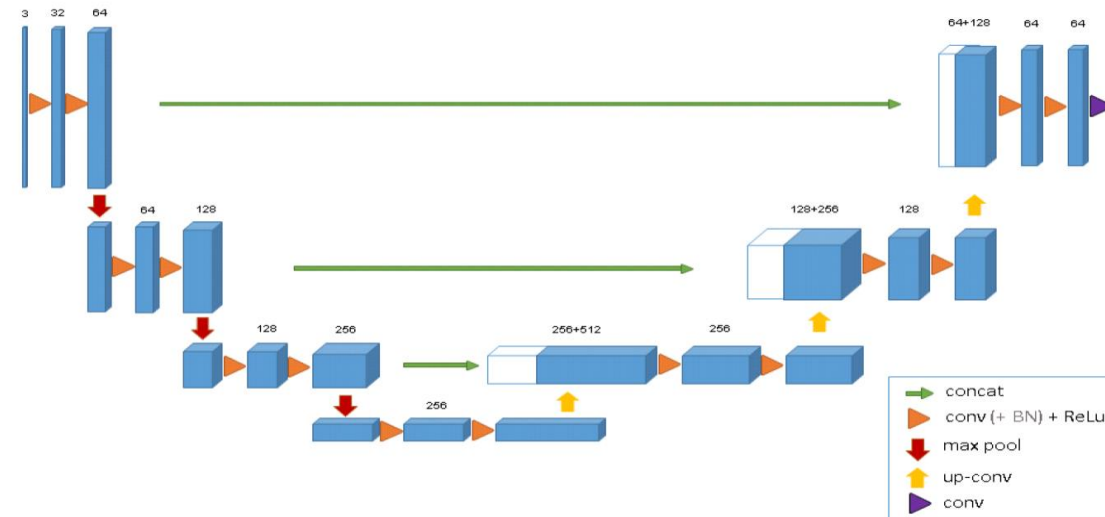 3 32 64
64+128 64 64
64 128
128+256 128
128 256
256+512 256
256
concat
conv (+ BN) + ReLu
max pool
up-conv
conv